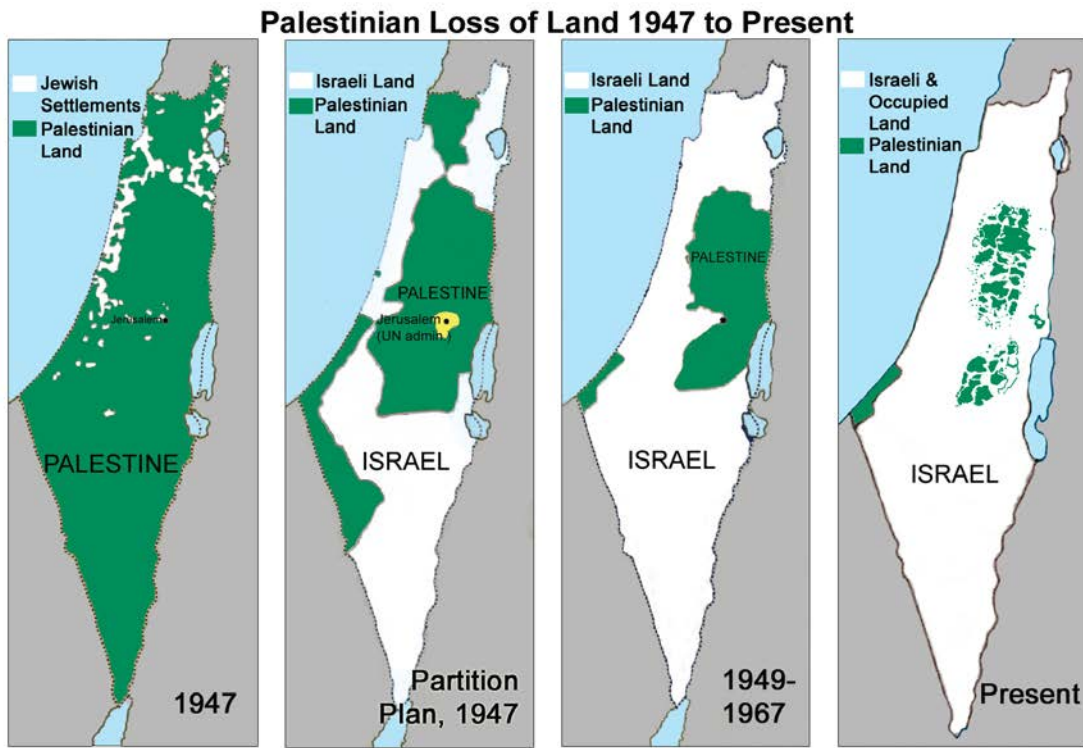 Palestinian Loss of Land 1947 to Present
Jewish
Settlements
Palestinian
Land
Jerusalem
PALESTINE
1947
Israeli Land
Palestinian
Land
PALESTINE
Jerusalem
(UN admin.)
ISRAEL
Partition
Plan, 1947
Israeli Land
Palestinian
Land
PALESTINE
ISRAEL
1949-
1967
Israeli &
Occupied
Land
Palestinian
Land
ISRAEL
Present